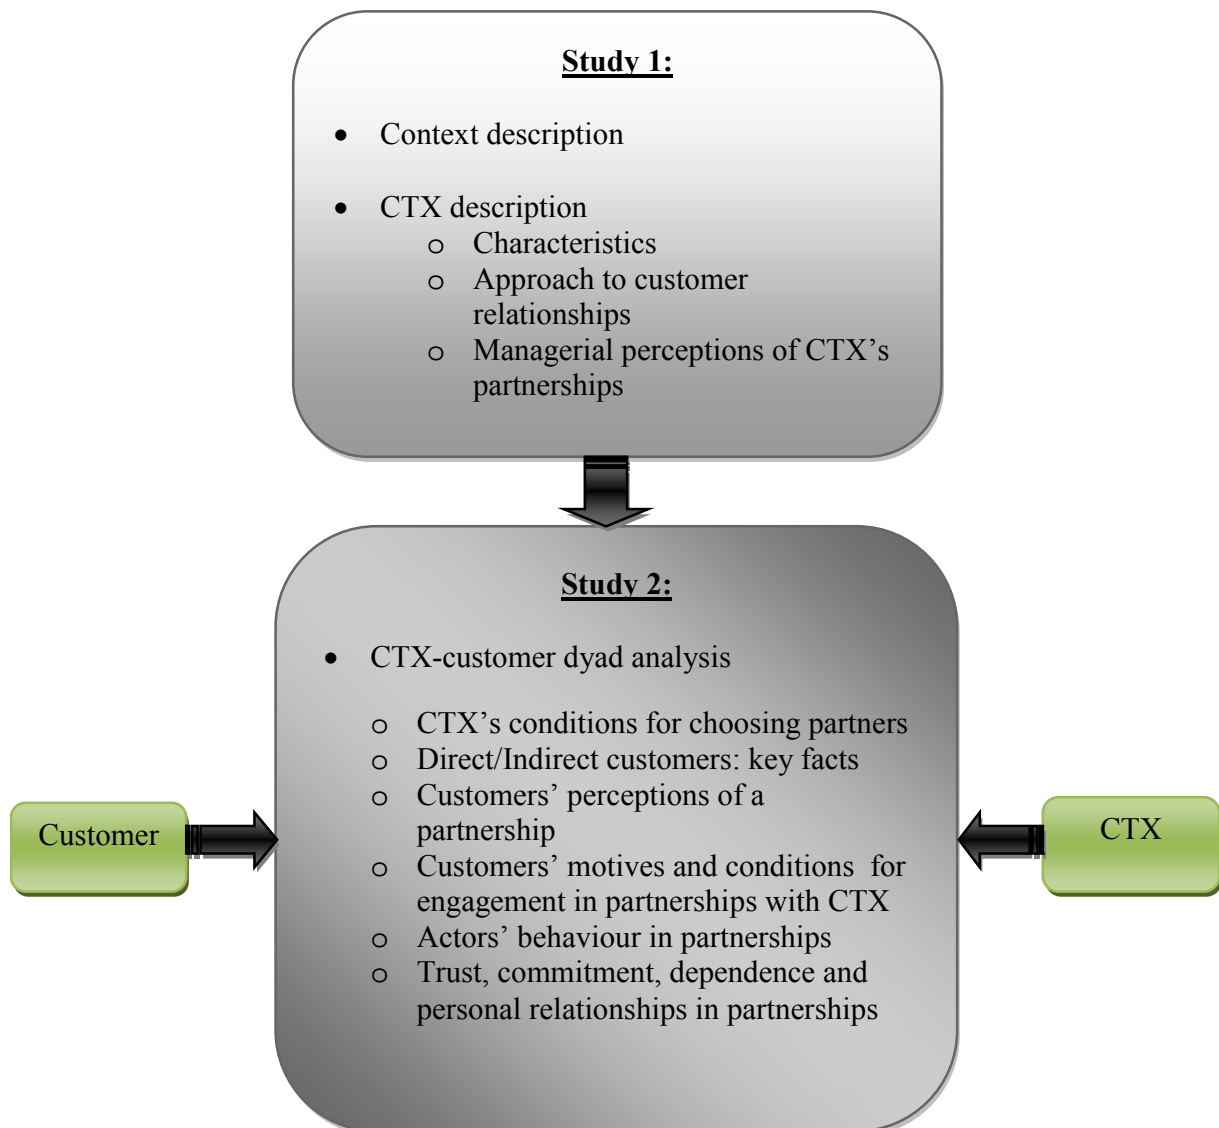 Study 1:
• Context description
• CTX description
o Characteristics
o Approach to customer
relationships
o Managerial perceptions of CTX’s
partnerships
Study 2:
• CTX-customer dyad analysis
o CTX’s conditions for choosing partners
o Direct/Indirect customers: key facts
o Customers’ perceptions of a
partnership
o Customers’ motives and conditions for
engagement in partnerships with CTX
o Actors’ behaviour in partnerships
o Trust, commitment, dependence and
personal relationships in partnerships
Customer
CTX